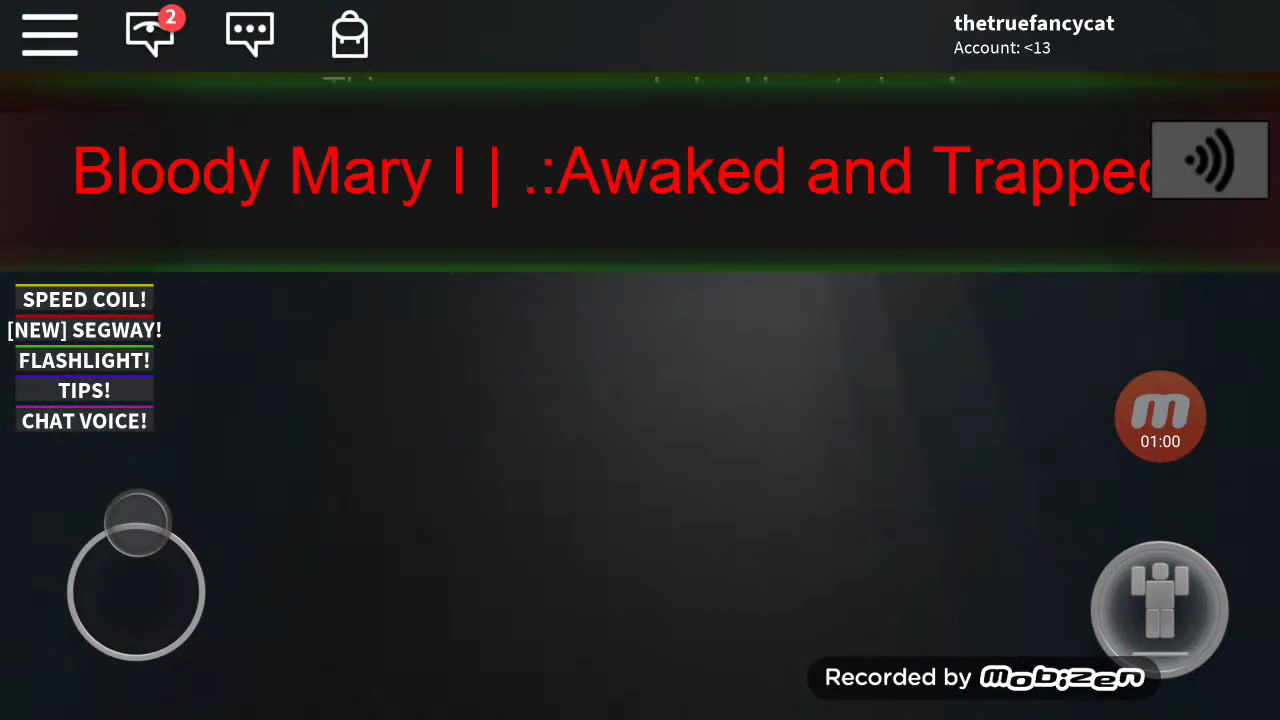 2
thetruefancycat
Account: <13
Bloody Mary I | .:Awaked and Trapped
SPEED COIL!
[NEW] SEGWAY!
FLASHLIGHT!
TIPS!
CHAT VOICE!
01:00
Recorded by mobizen